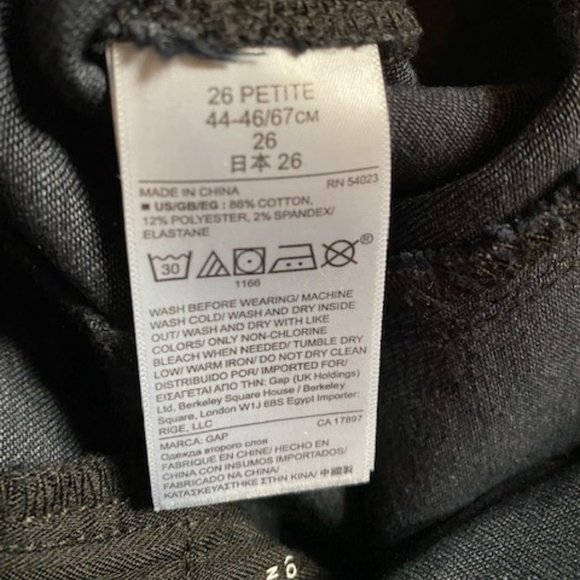 26 PETITE
44-46/67CM
26
日本 26
MADE IN CHINA RN 54023
■ US/GB/EG : 86% COTTON,
12% POLYESTER, 2% SPANDEX/
ELASTANE
30
®
1166
WASH BEFORE WEARING/ MACHINE
WASH COLD/ WASH AND DRY INSIDE
OUT/ WASH AND DRY WITH LIKE
COLORS/ ONLY NON-CHLORINE
BLEACH WHEN NEEDED/ TUMBLE DRY
LOW/ WARM IRON/ DO NOT DRY CLEAN
DISTRIBUIDO POR/ IMPORTED FOR/
ΕΙΣΑΓΕΤΑΙ ΑΠΟ ΤΗΝ: Gap (UK Holdings)
Ltd, Berkeley Square House / Berkeley
Square, London W1J 6BS Egypt Importer:
RIGE, LLC
CA 17897
MARCA: GAP
Одежда второго слоя
FABRIQUE EN CHINE/ HECHO EN
CHINA CON INSUMOS IMPORTADOS/
FABRICADO NA CHINA/
ΚΑΤΑΣΚΕΥΑΣΤΗΚΕ ΣΤΗΝ ΚΙΝΑ/ 中國製